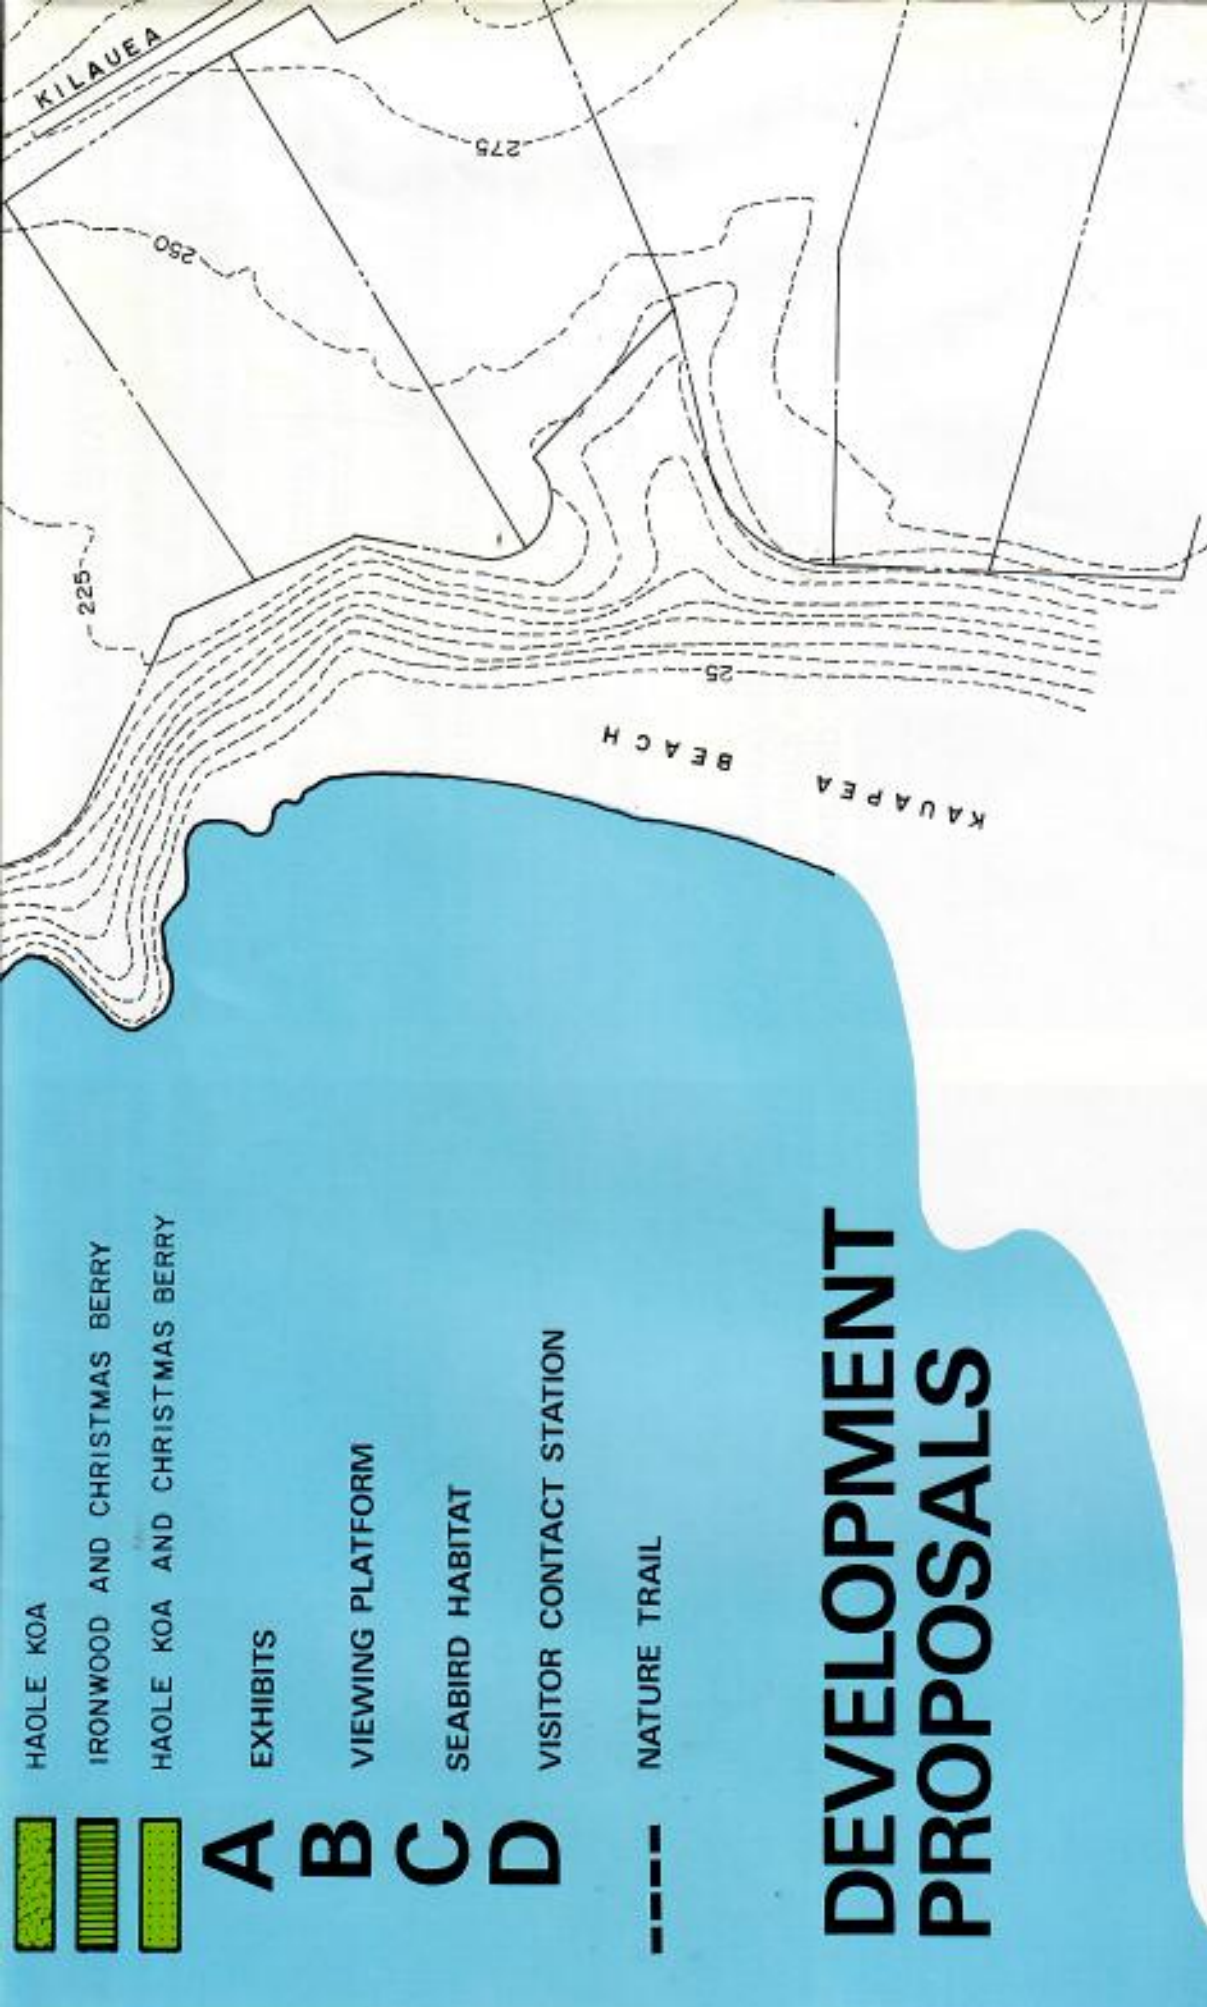 KILAUEA
275
250
225
25
KAUAPEA BEACH
HAOLE KOA
IRONWOOD AND CHRISTMAS BERRY
HAOLE KOA AND CHRISTMAS BERRY
A EXHIBITS
B VIEWING PLATFORM
C SEABIRD HABITAT
D VISITOR CONTACT STATION
NATURE TRAIL
DEVELOPMENT
PROPOSALS